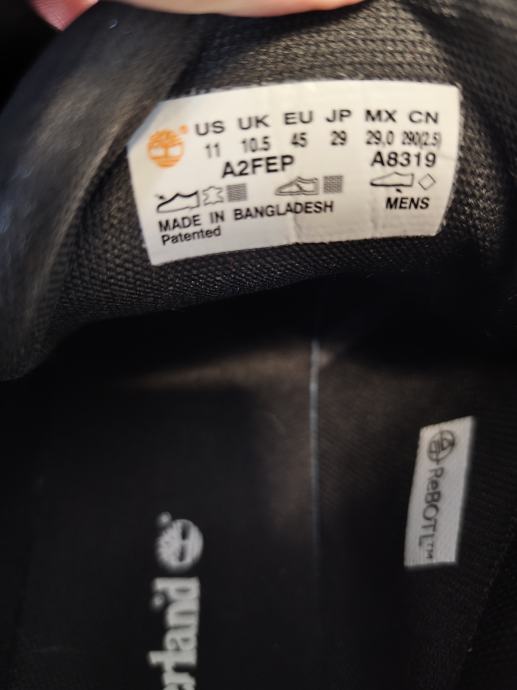 US UK EU JP MX CN
11 10.5 45 29 29,0 290(2.5)
A2FEP A8319
MADE IN BANGLADESH MENS
Patented
ReBOTL™
erland